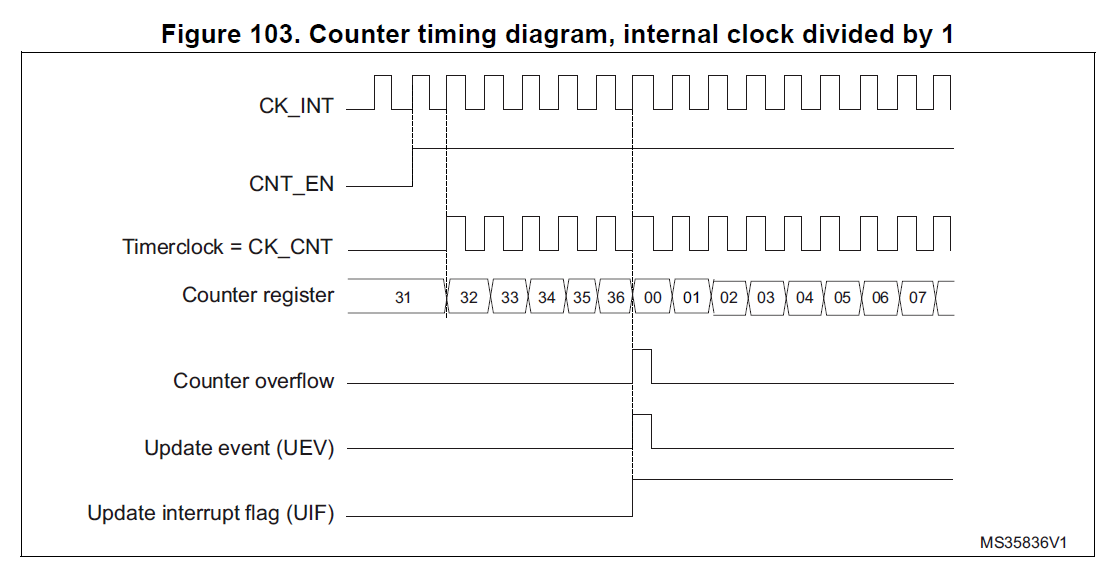 Figure 103. Counter timing diagram, internal clock divided by 1
CK_INT
CNT_EN
Timerclock = CK_CNT
Counter register 31 32 33 34 35 36 00 01 02 03 04 05 06 07
Counter overflow
Update event (UEV)
Update interrupt flag (UIF)
MS35836V1